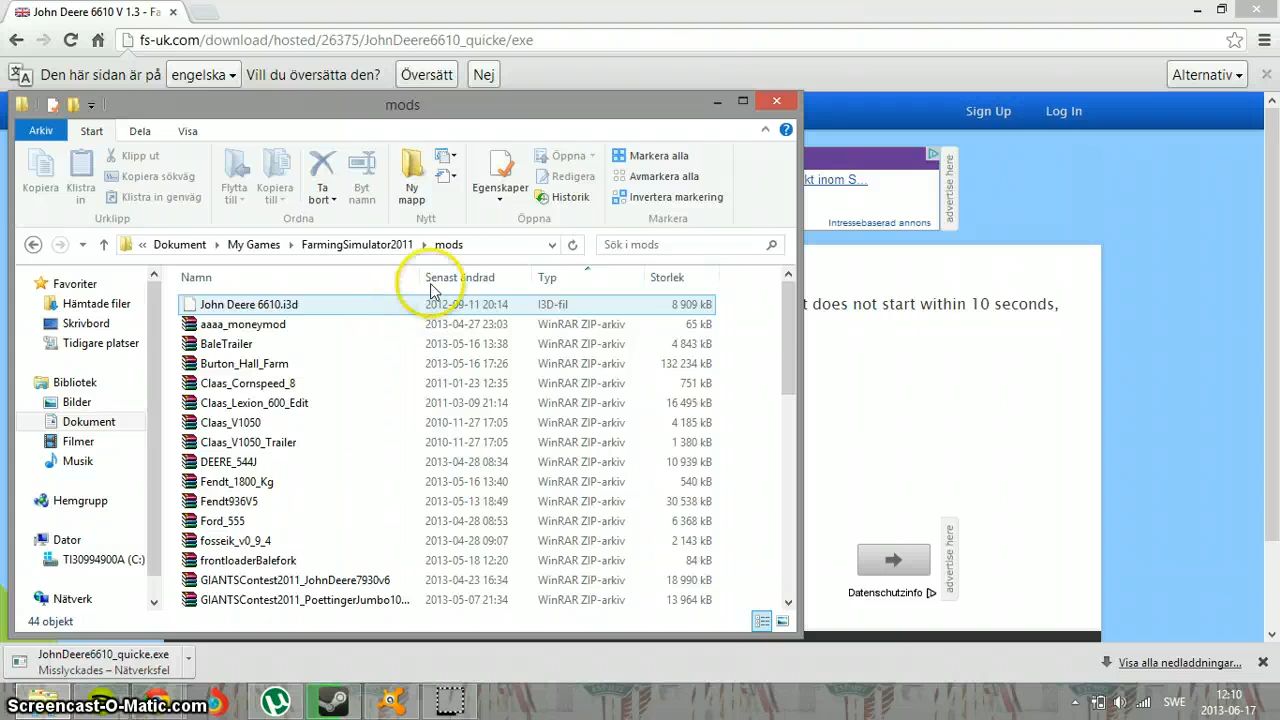 John Deere 6610 V 1.3 - Fa
fs-uk.com/download/hosted/26375/JohnDeere6610_quicke/exe
Den här sidan är på engelska Vill du översätta den? Översätt Nej Alternativ
Sign Up Log In
mods
Arkiv Start Dela Visa
Kopiera Klistra in
Klipp ut
Kopiera sökväg
Klistra in genväg
Urklipp
Flytta till Kopiera till Ta bort Byt namn
Ordna
Ny mapp
Nytt
Egenskaper
Öppna
Redigera
Historik
Öppna
Markera alla
Avmarkera alla
Invertera markering
Markera
kt inom S...
Intressebaserad annons
advertise here
« Dokument My Games FarmingSimulator2011 mods
Sök i mods
Favoriter
Hämtade filer
Skrivbord
Tidigare platser
Bibliotek
Bilder
Dokument
Filmer
Musik
Hemgrupp
Dator
TI30994900A (C:)
Nätverk
Namn Senast ändrad Typ Storlek
John Deere 6610.i3d 2012-09-11 20:14 I3D-fil 8 909 kB
aaaa_moneymod 2013-04-27 23:03 WinRAR ZIP-arkiv 65 kB
BaleTrailer 2013-05-16 13:38 WinRAR ZIP-arkiv 4 843 kB
Burton_Hall_Farm 2013-05-16 17:26 WinRAR ZIP-arkiv 132 234 kB
Claas_Cornspeed_8 2011-01-23 12:35 WinRAR ZIP-arkiv 751 kB
Claas_Lexion_600_Edit 2011-03-09 21:14 WinRAR ZIP-arkiv 16 495 kB
Claas_V1050 2010-11-27 17:05 WinRAR ZIP-arkiv 4 185 kB
Claas_V1050_Trailer 2010-11-27 17:05 WinRAR ZIP-arkiv 1 380 kB
DEERE_544J 2013-04-28 08:34 WinRAR ZIP-arkiv 10 939 kB
Fendt_1800_Kg 2013-05-16 13:40 WinRAR ZIP-arkiv 540 kB
Fendt936V5 2013-05-13 18:49 WinRAR ZIP-arkiv 30 538 kB
Ford_555 2013-04-28 08:53 WinRAR ZIP-arkiv 6 368 kB
fosseik_v0_9_4 2013-04-28 09:07 WinRAR ZIP-arkiv 2 143 kB
frontloaderBalefork 2013-05-18 12:20 WinRAR ZIP-arkiv 84 kB
GIANTSContest2011_JohnDeere7930v6 2013-04-23 16:34 WinRAR ZIP-arkiv 18 990 kB
GIANTSContest2011_PoettingerJumbo10... 2013-05-07 21:34 WinRAR ZIP-arkiv 13 964 kB
44 objekt
t does not start within 10 seconds,
advertise here
Datenschutzinfo
JohnDeere6610_quicke.exe
Misslyckades – Nätverksfel
Visa alla nedladdningar...
Screencast-O-Matic.com
SWE
12:10
2013-06-17